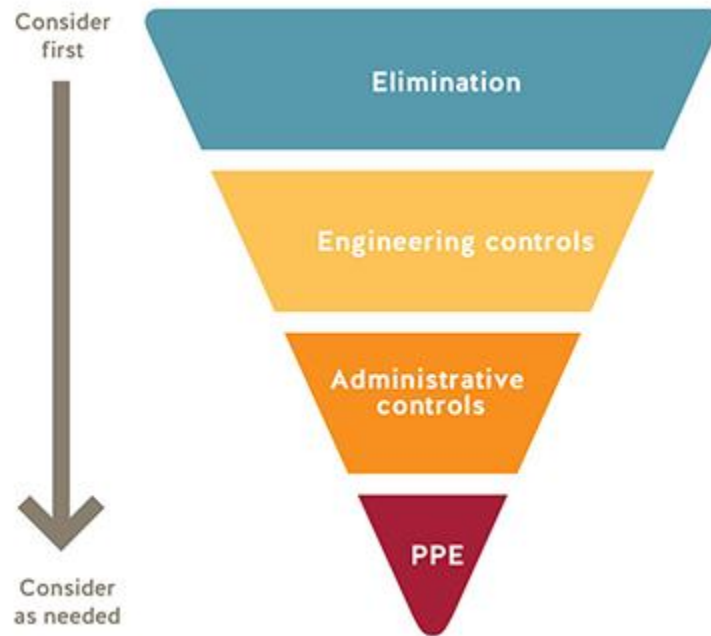 Consider
first
Elimination
Engineering controls
Administrative
controls
PPE
Consider
as needed